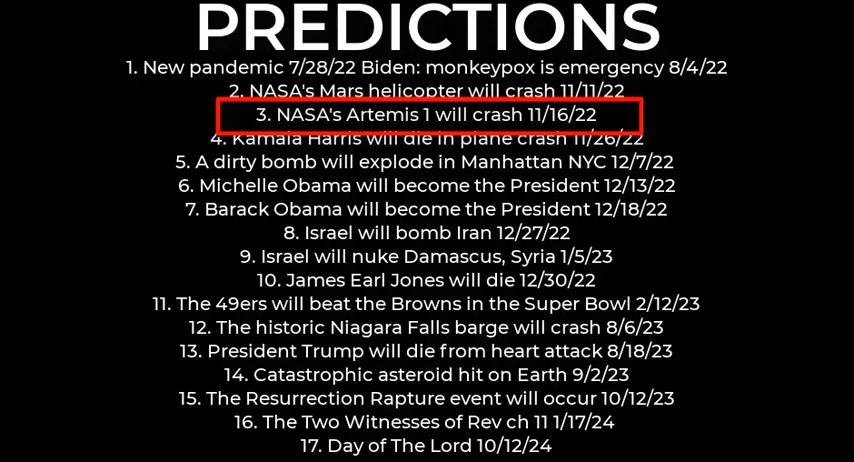 PREDICTIONS
1. New pandemic 7/28/22 Biden: monkeypox is emergency 8/4/22
2. NASA's Mars helicopter will crash 11/11/22
3. NASA's Artemis 1 will crash 11/16/22
4. Kamala Harris will die in plane crash 11/26/22
5. A dirty bomb will explode in Manhattan NYC 12/7/22
6. Michelle Obama will become the President 12/13/22
7. Barack Obama will become the President 12/18/22
8. Israel will bomb Iran 12/27/22
9. Israel will nuke Damascus, Syria 1/5/23
10. James Earl Jones will die 12/30/22
11. The 49ers will beat the Browns in the Super Bowl 2/12/23
12. The historic Niagara Falls barge will crash 8/6/23
13. President Trump will die from heart attack 8/18/23
14. Catastrophic asteroid hit on Earth 9/2/23
15. The Resurrection Rapture event will occur 10/12/23
16. The Two Witnesses of Rev ch 11 1/17/24
17. Day of The Lord 10/12/24